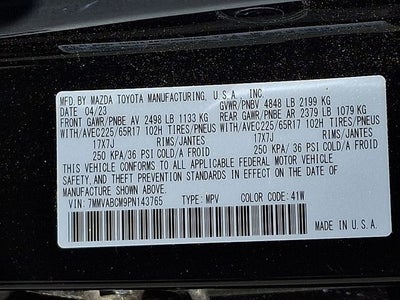 MFD BY MAZDA TOYOTA MANUFACTURING, U.S.A., INC.
DATE 04/23 GVWR/PNBV 4848 LB 2199 KG
FRONT GAWR/PNBE AV 2498 LB 1133 KG REAR GAWR/PNBE AR 2379 LB 1079 KG
WITH/AVEC225/65R17 102H TIRES/PNEUS WITH/AVEC225/65R17 102H TIRES/PNEUS
17X7J RIMS/JANTES 17X7J RIMS/JANTES
250 KPA/36 PSI COLD/A FROID 250 KPA/36 PSI COLD/A FROID
THIS VEHICLE CONFORMS TO ALL APPLICABLE FEDERAL MOTOR VEHICLE
SAFETY, AND THEFT PREVENTION STANDARDS IN EFFECT ON THE DATE OF
MANUFACTURE SHOWN ABOVE.
VIN: 7MMVABCM9PN143765 TYPE: MPV COLOR CODE: 41W
MADE IN U.S.A.